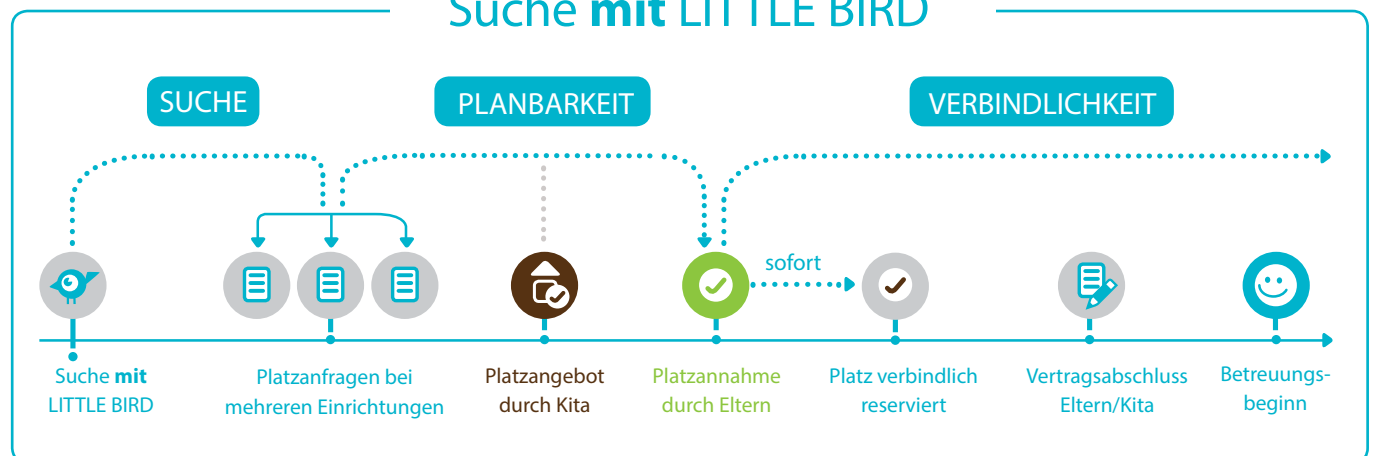 Suche mit LITTLE BIRD
SUCHE
PLANBARKEIT
VERBINDLICHKEIT
sofort
Suche mit
LITTLE BIRD
Platzanfragen bei
mehreren Einrichtungen
Platzangebot
durch Kita
Platzannahme
durch Eltern
Platz verbindlich
reserviert
Vertragsabschluss
Eltern/Kita
Betreuungs-
beginn